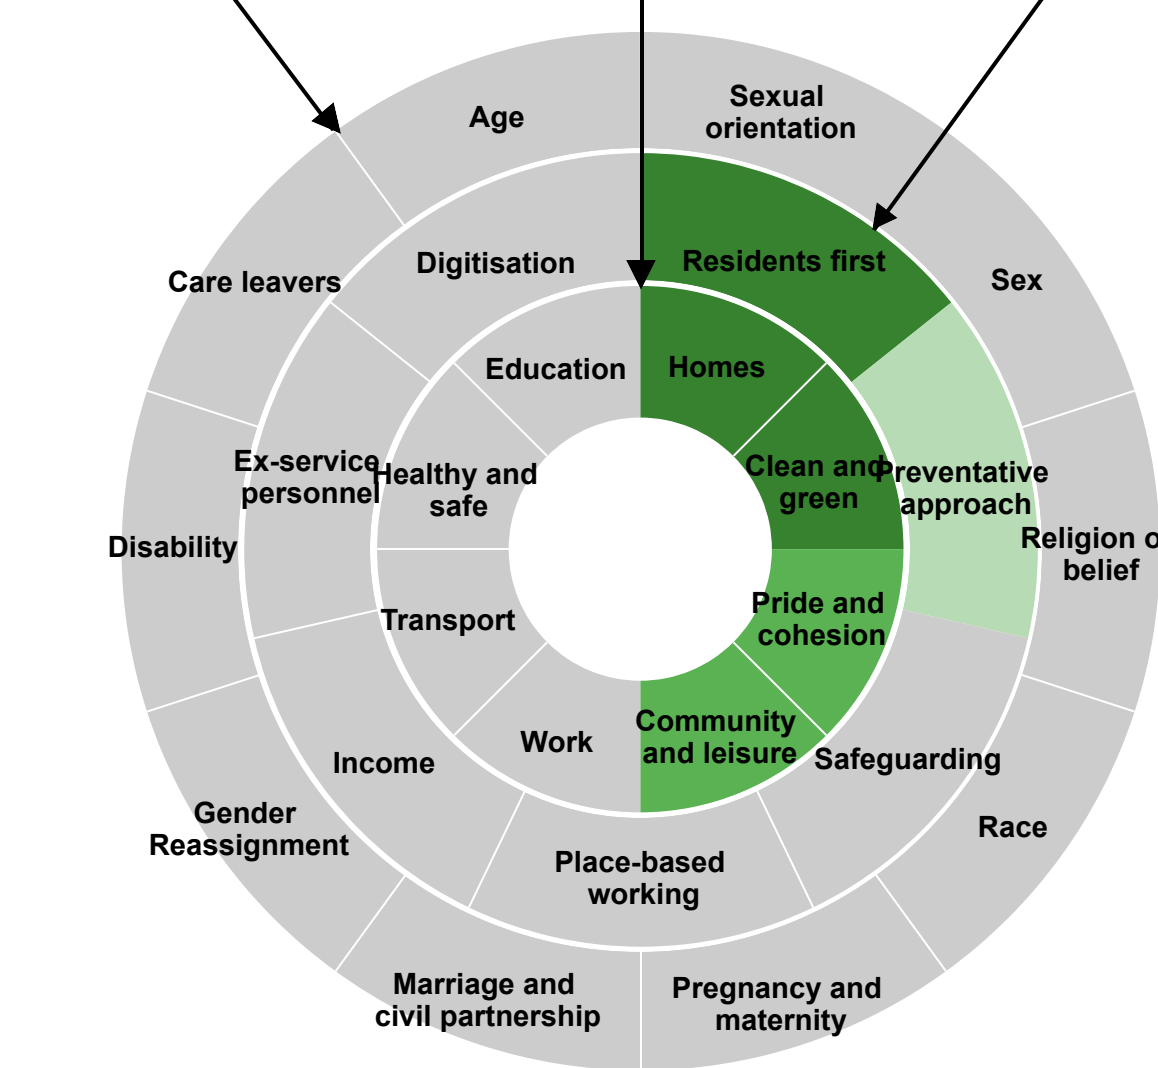 Age
Sexual
orientation
Care leavers
Digitisation
Residents first
Sex
Education
Homes
Ex-service
personnel
Healthy and
safe
Clean and
green
Preventative
approach
Disability
Religion o
belief
Transport
Pride and
cohesion
Income
Work
Community
and leisure
Safeguarding
Gender
Reassignment
Race
Place-based
working
Marriage and
civil partnership
Pregnancy and
maternity